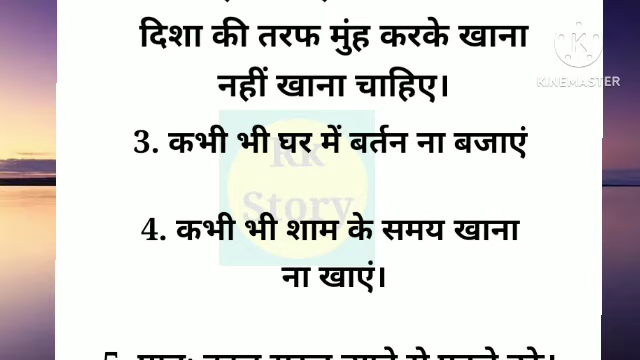 दिशा की तरफ मुंह करके खाना
नहीं खाना चाहिए।
KINEMASTER
3. कभी भी घर में बर्तन ना बजाएं
Rk
Story
4. कभी भी शाम के समय खाना
ना खाएं।